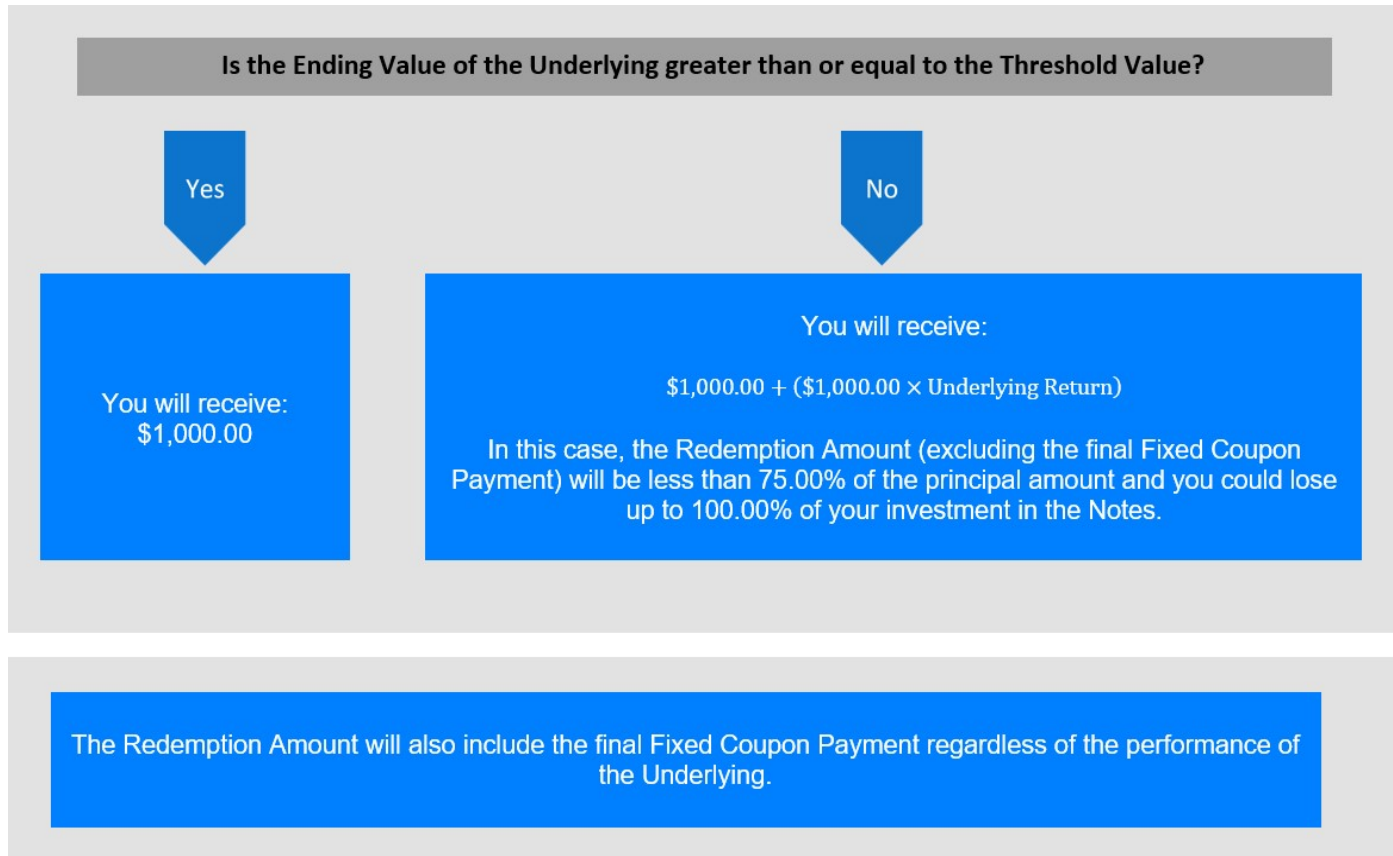 Is the Ending Value of the Underlying greater than or equal to the Threshold Value?
Yes
No
You will receive:
$1,000.00
You will receive:
$1,000.00 + ($1,000.00 × Underlying Return)
In this case, the Redemption Amount (excluding the final Fixed Coupon
Payment) will be less than 75.00% of the principal amount and you could lose
up to 100.00% of your investment in the Notes.
The Redemption Amount will also include the final Fixed Coupon Payment regardless of the performance of
the Underlying.